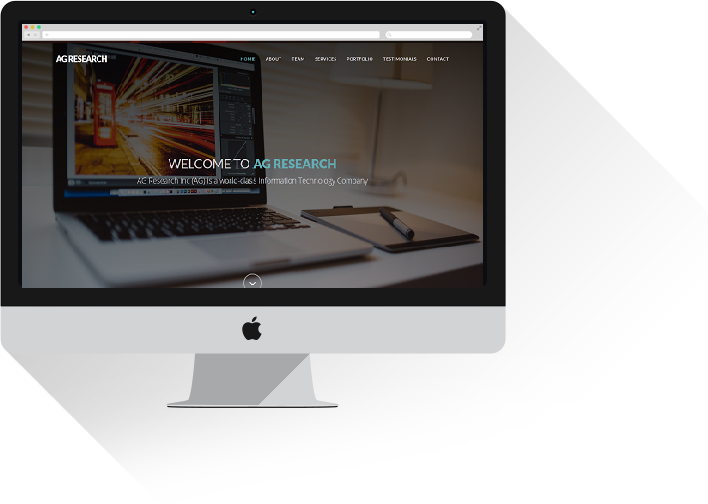 AG RESEARCH
HOME ABOUT TEAM SERVICES PORTFOLIO TESTIMONIALS CONTACT
WELCOME TO AG RESEARCH
AG Research Inc (AG) is a world-class Information Technology Company